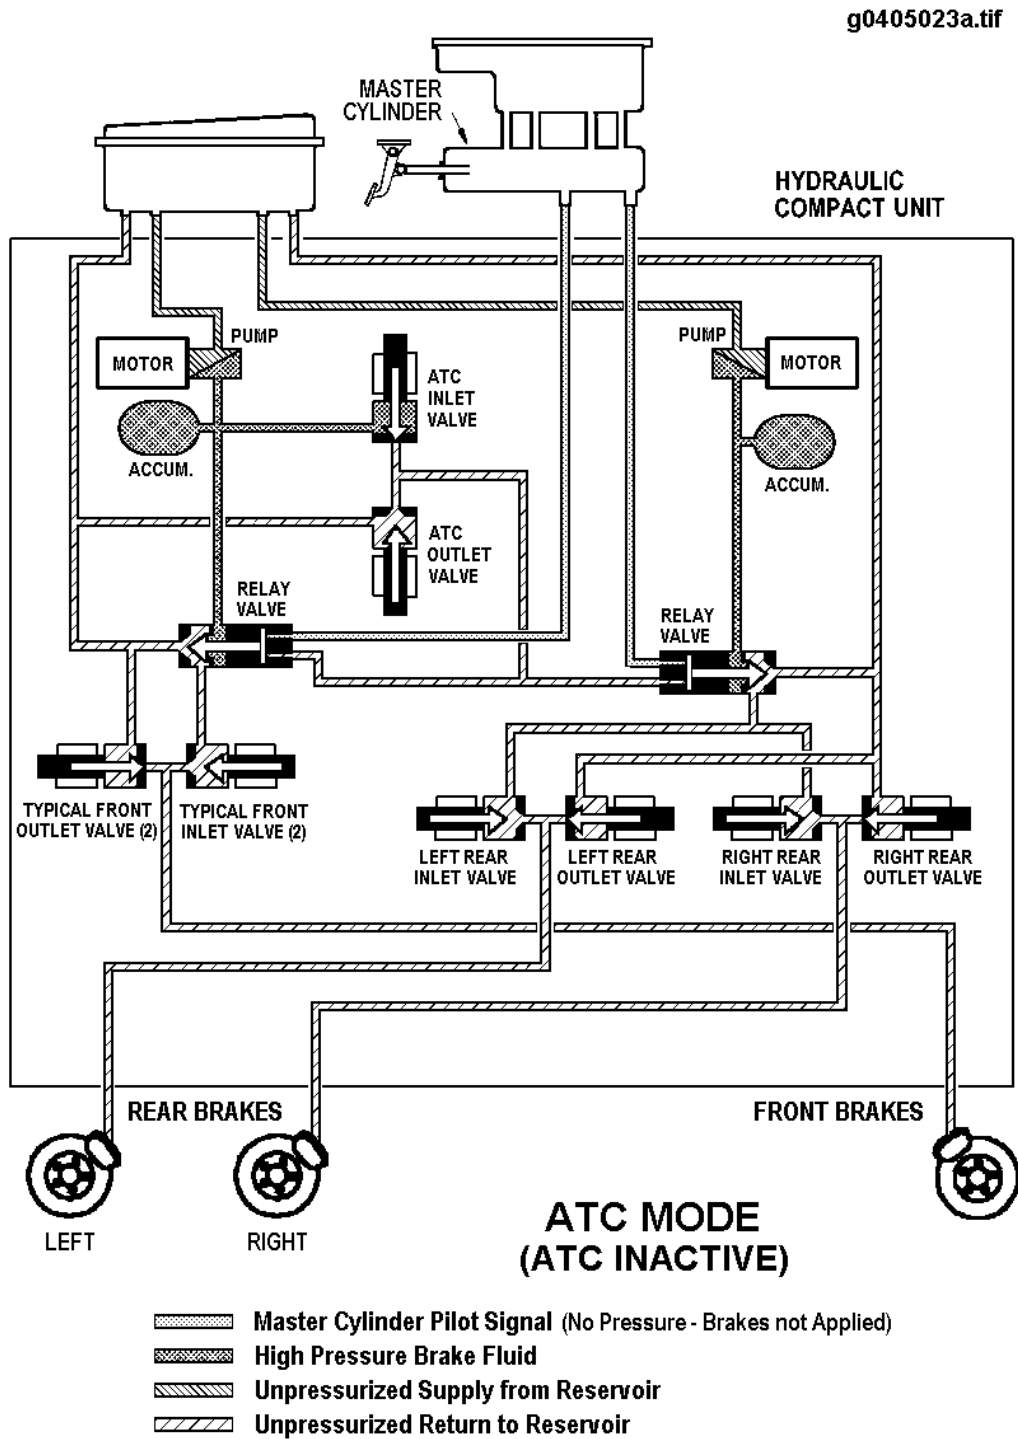 g0405023a.tif
MASTER
CYLINDER
HYDRAULIC
COMPACT UNIT
PUMP
MOTOR
ATC
INLET
VALVE
ACCUM.
PUMP
MOTOR
ACCUM.
ATC
OUTLET
VALVE
RELAY
VALVE
RELAY
VALVE
TYPICAL FRONT
OUTLET VALVE (2)
TYPICAL FRONT
INLET VALVE (2)
LEFT REAR
INLET VALVE
LEFT REAR
OUTLET VALVE
RIGHT REAR
INLET VALVE
RIGHT REAR
OUTLET VALVE
REAR BRAKES
FRONT BRAKES
LEFT
RIGHT
ATC MODE
(ATC INACTIVE)
Master Cylinder Pilot Signal (No Pressure - Brakes not Applied)
High Pressure Brake Fluid
Unpressurized Supply from Reservoir
Unpressurized Return to Reservoir